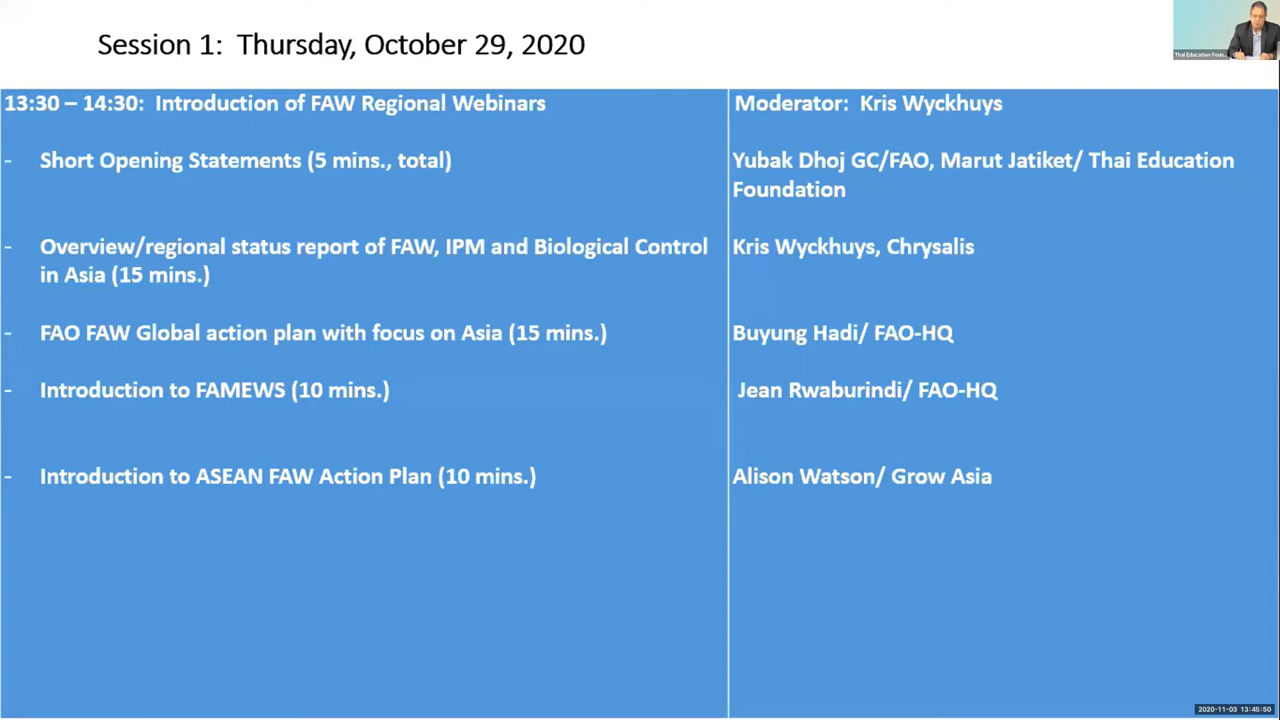 Session 1: Thursday, October 29, 2020
Thai Education Foun...
13:30 – 14:30: Introduction of FAW Regional Webinars
Moderator: Kris Wyckhuys
- Short Opening Statements (5 mins., total)
Yubak Dhoj GC/FAO, Marut Jatiket/ Thai Education
Foundation
- Overview/regional status report of FAW, IPM and Biological Control
in Asia (15 mins.)
Kris Wyckhuys, Chrysalis
- FAO FAW Global action plan with focus on Asia (15 mins.)
Buyung Hadi/ FAO-HQ
- Introduction to FAMEWS (10 mins.)
Jean Rwaburindi/ FAO-HQ
- Introduction to ASEAN FAW Action Plan (10 mins.)
Alison Watson/ Grow Asia
2020-11-03 13:45:50